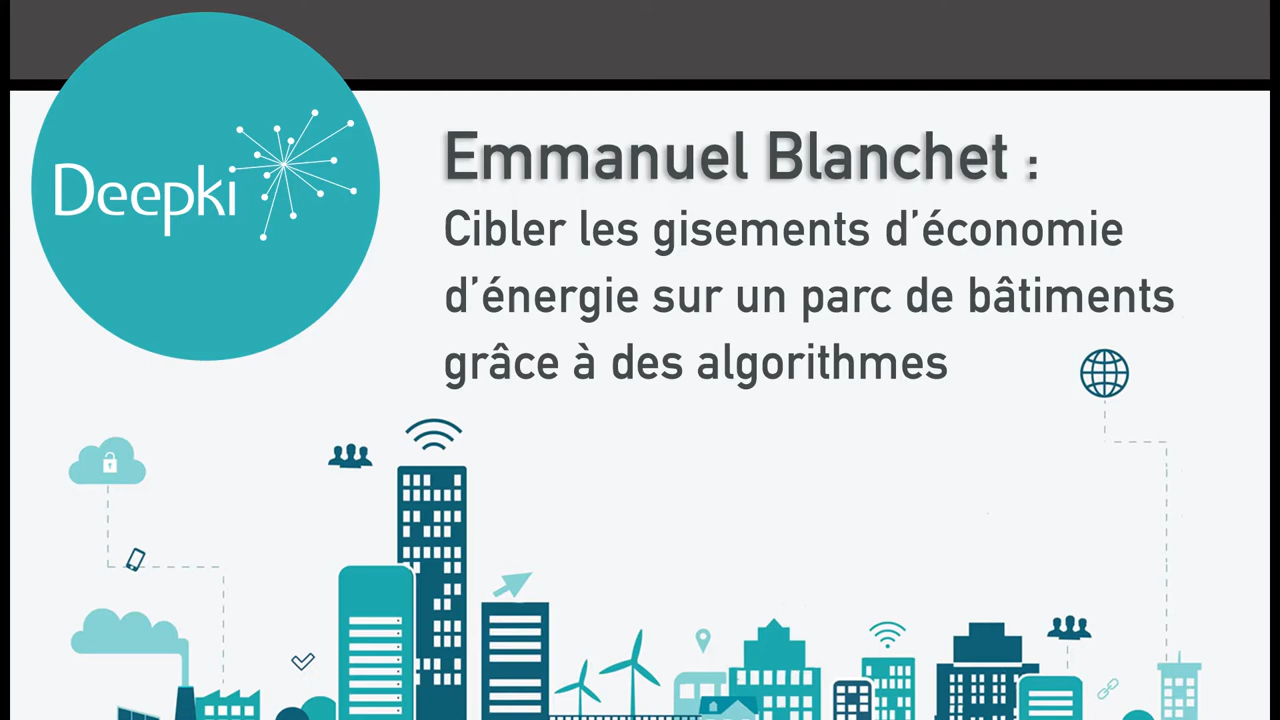 Deepki
Emmanuel Blanchet :
Cibler les gisements d’économie
d’énergie sur un parc de bâtiments
grâce à des algorithmes